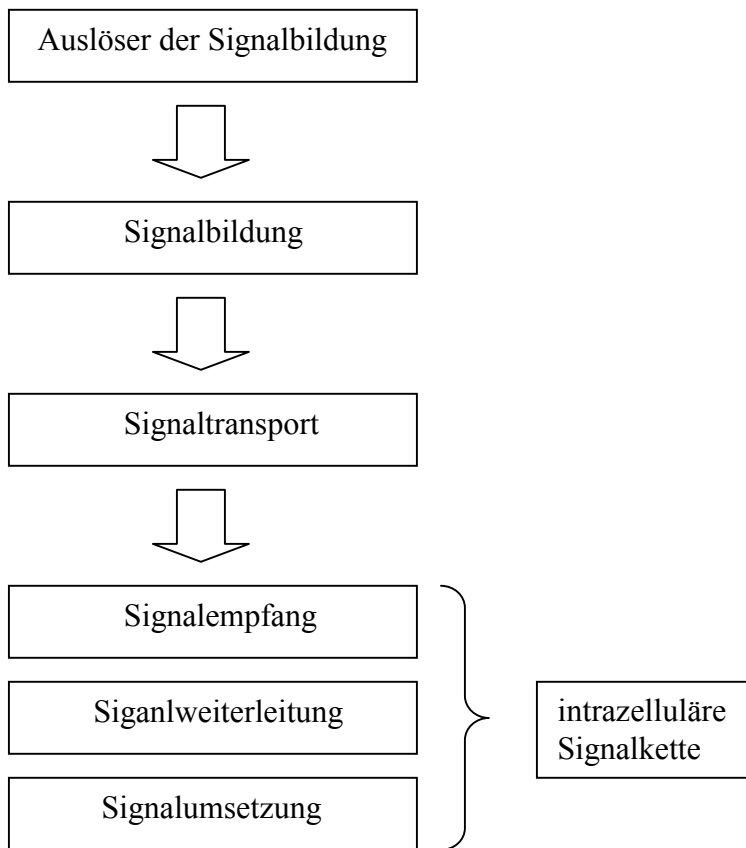 Auslöser der Signalbildung
Signalbildung
Signaltransport
Signalempfang
Siganlweiterleitung
Signalumsetzung
intrazelluläre
Signalkette